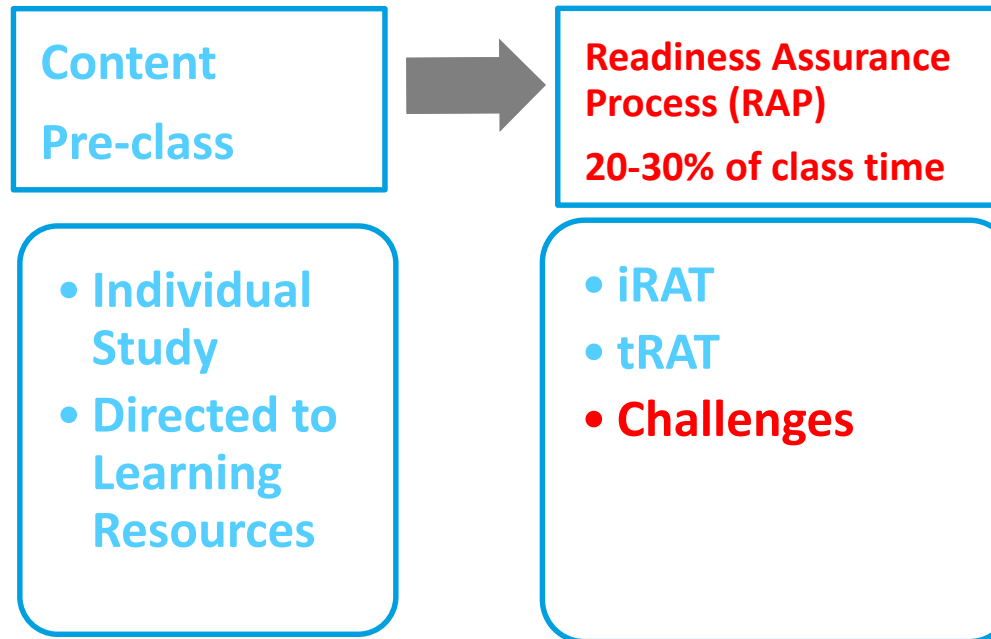 Content
Pre-class
Readiness Assurance
Process (RAP)
20-30% of class time
• Individual
Study
• Directed to
Learning
Resources
• iRAT
• tRAT
• Challenges